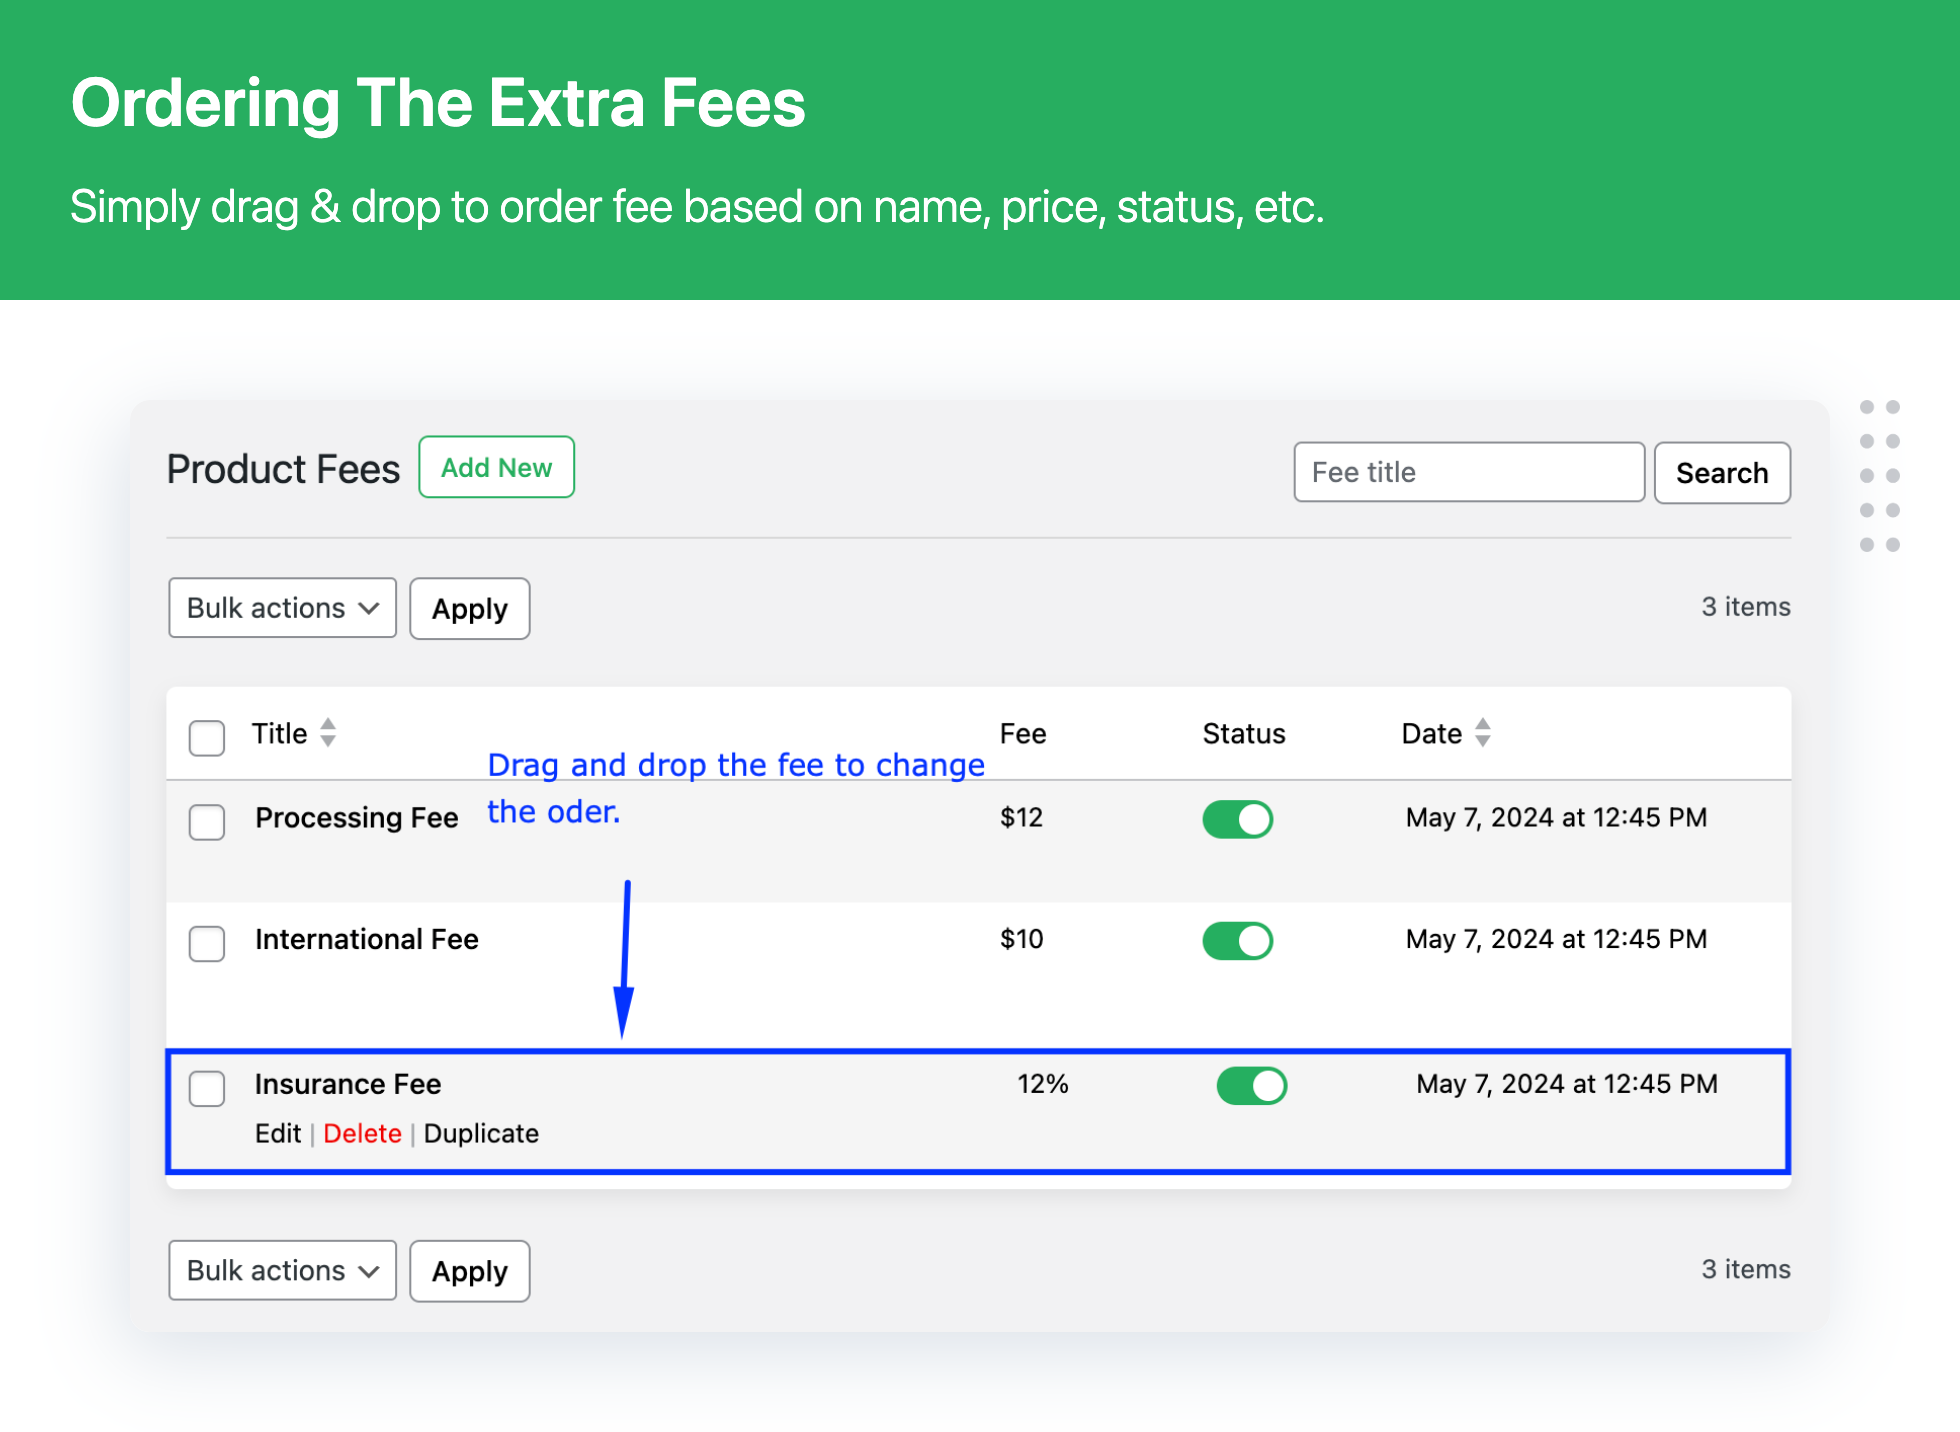 Ordering The Extra Fees
Simply drag & drop to order fee based on name, price, status, etc.
Product Fees Add New Fee title Search
Bulk actions Apply 3 items
Title Fee Status Date
Drag and drop the fee to change
the oder.
Processing Fee $12 May 7, 2024 at 12:45 PM
International Fee $10 May 7, 2024 at 12:45 PM
Insurance Fee 12% May 7, 2024 at 12:45 PM
Edit | Delete | Duplicate
Bulk actions Apply 3 items